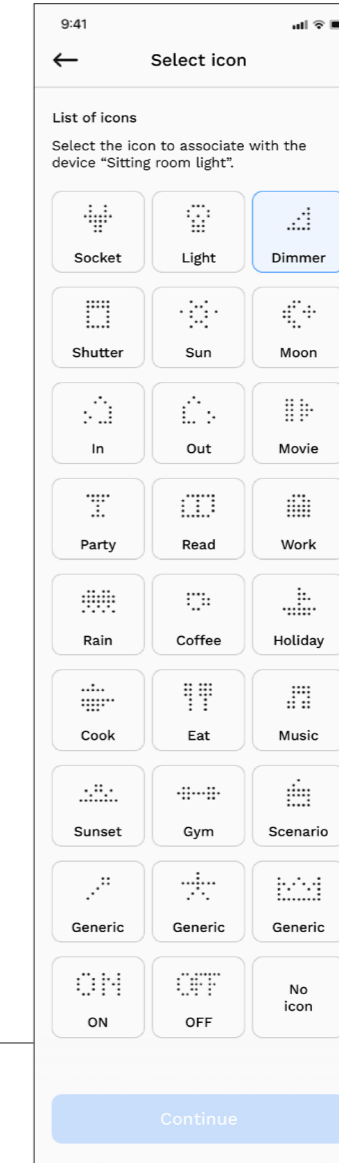 9:41
Select icon
List of icons
Select the icon to associate with the
device “Sitting room light”.
Socket Light Dimmer
Shutter Sun Moon
In Out Movie
Party Read Work
Rain Coffee Holiday
Cook Eat Music
Sunset Gym Scenario
Generic Generic Generic
ON OFF
No
icon
ON OFF
Continue